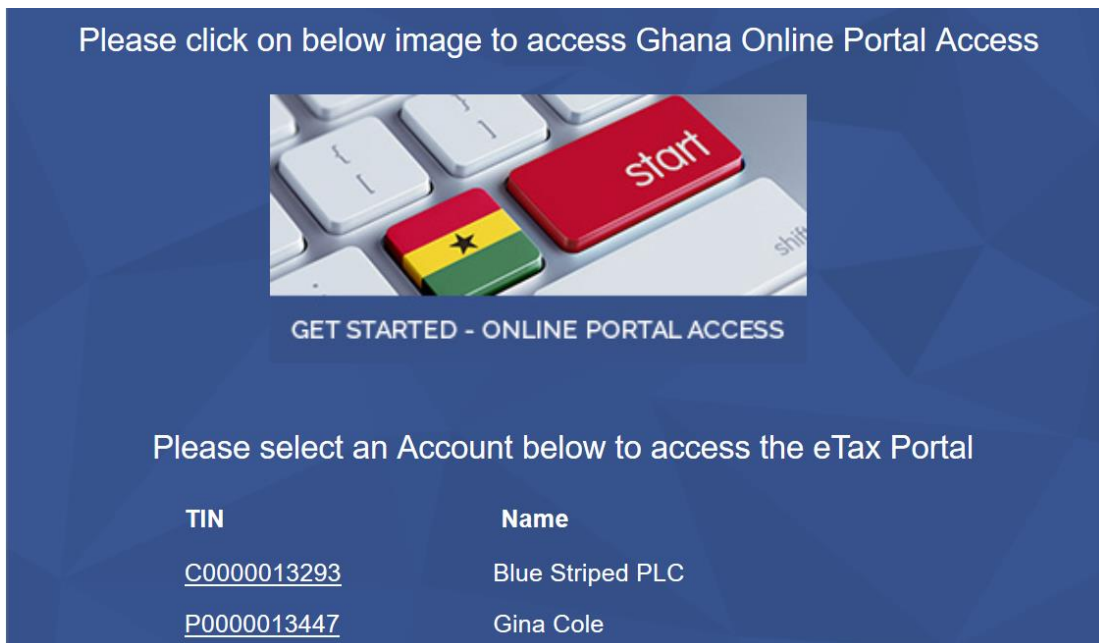 Please click on below image to access Ghana Online Portal Access
start
shift
GET STARTED - ONLINE PORTAL ACCESS
Please select an Account below to access the eTax Portal
TIN Name
C0000013293 Blue Striped PLC
P0000013447 Gina Cole